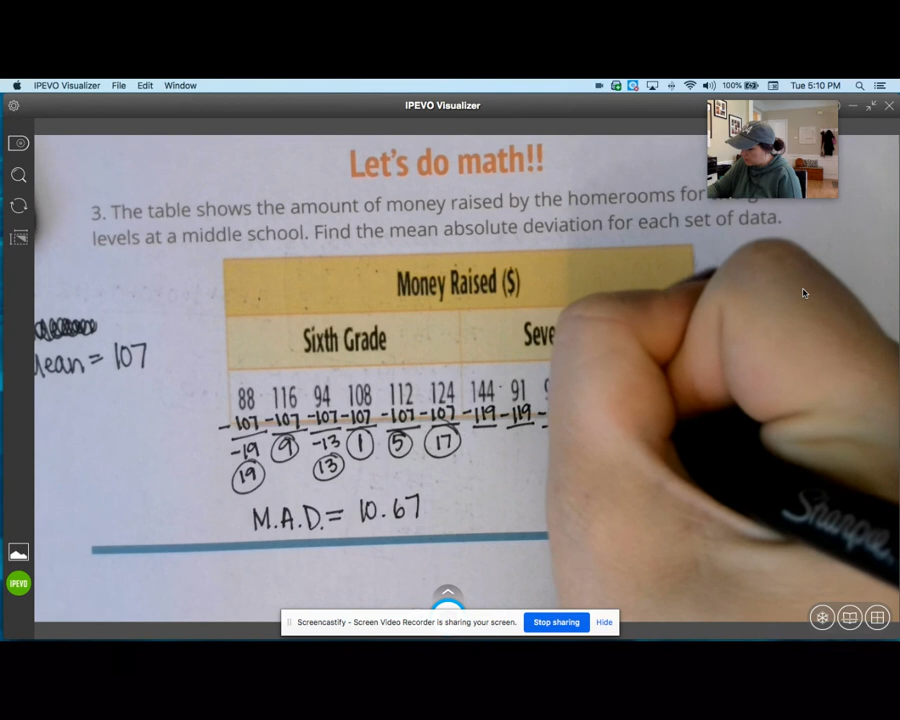 IPEVO Visualizer File Edit Window 100% Tue 5:10 PM
IPEVO Visualizer
Let's do math!!
3. The table shows the amount of money raised by the homerooms for
levels at a middle school. Find the mean absolute deviation for each set of data.
Money Raised ($)
Sixth Grade
Mean = 107
88 116 94 108 112 124 144 91
-107 -107 -107 -107 -107 -107 -119 -119 -
-19 9 -13 1 5 17
19 13
M.A.D. = 10.67
Sharpie
IPEVO
Screencastify - Screen Video Recorder is sharing your screen. Stop sharing Hide